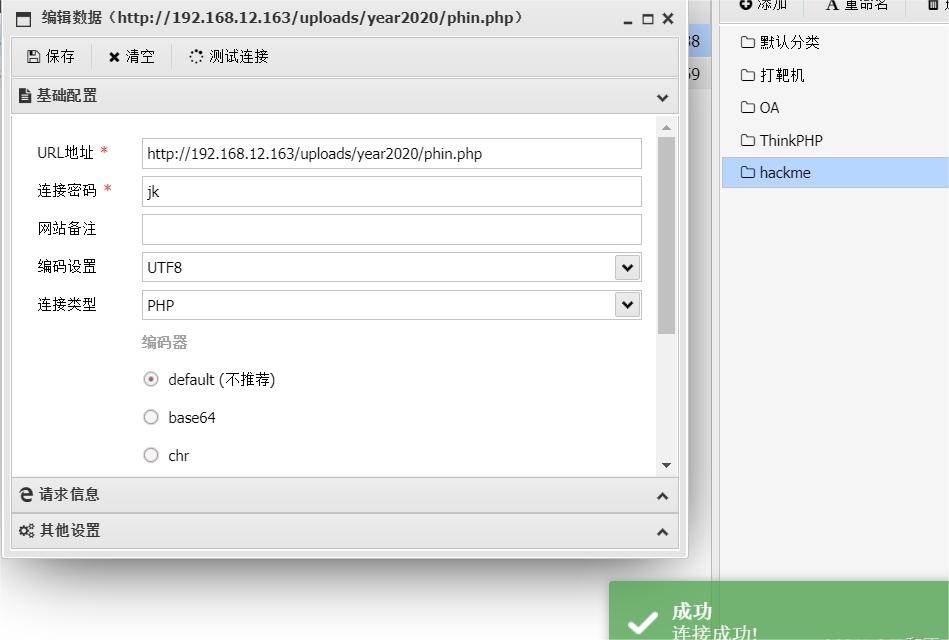 编辑数据（http://192.168.12.163/uploads/year2020/phin.php）
保存 清空 测试连接
基础配置
URL地址 * http://192.168.12.163/uploads/year2020/phin.php
连接密码 * jk
网站备注
编码设置 UTF8
连接类型 PHP
编码器
default (不推荐)
base64
chr
请求信息
其他设置
添加 A 重命名
默认分类
打靶机
OA
ThinkPHP
hackme
成功
连接成功!